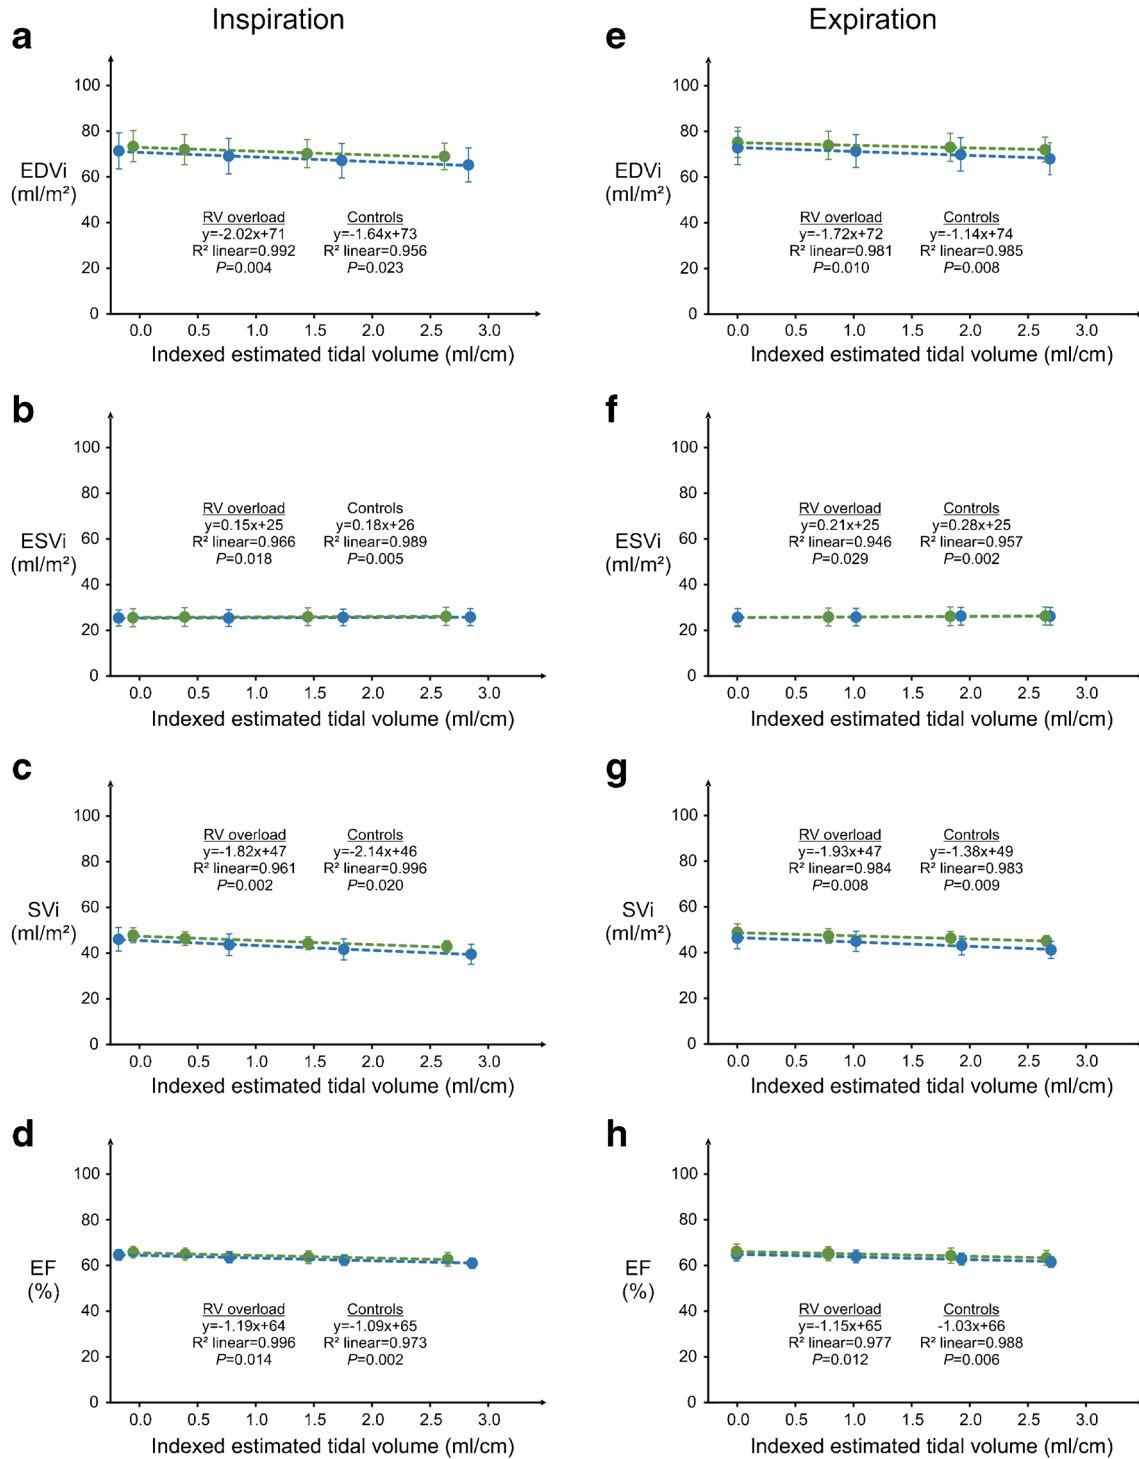 Inspiration
a
100
80
60
40
20
0
EDVi
(ml/m²)
RV overload Controls
y=-2.02x+71 y=-1.64x+73
R² linear=0.992 R² linear=0.956
P=0.004 P=0.023
0.0 0.5 1.0 1.5 2.0 2.5 3.0
Indexed estimated tidal volume (ml/cm)
b
100
80
60
40
20
0
ESVi
(ml/m²)
RV overload Controls
y=0.15x+25 y=0.18x+26
R² linear=0.966 R² linear=0.989
P=0.018 P=0.005
0.0 0.5 1.0 1.5 2.0 2.5 3.0
Indexed estimated tidal volume (ml/cm)
c
100
80
60
40
20
0
SVi
(ml/m²)
RV overload Controls
y=-1.82x+47 y=-2.14x+46
R² linear=0.961 R² linear=0.996
P=0.002 P=0.020
0.0 0.5 1.0 1.5 2.0 2.5 3.0
Indexed estimated tidal volume (ml/cm)
d
100
80
60
40
20
0
EF
(%)
RV overload Controls
y=-1.19x+64 y=-1.09x+65
R² linear=0.996 R² linear=0.973
P=0.014 P=0.002
0.0 0.5 1.0 1.5 2.0 2.5 3.0
Indexed estimated tidal volume (ml/cm)
Expiration
e
100
80
60
40
20
0
EDVi
(ml/m²)
RV overload Controls
y=-1.72x+72 y=-1.14x+74
R² linear=0.981 R² linear=0.985
P=0.010 P=0.008
0.0 0.5 1.0 1.5 2.0 2.5 3.0
Indexed estimated tidal volume (ml/cm)
f
100
80
60
40
20
0
ESVi
(ml/m²)
RV overload Controls
y=0.21x+25 y=0.28x+25
R² linear=0.946 R² linear=0.957
P=0.029 P=0.002
0.0 0.5 1.0 1.5 2.0 2.5 3.0
Indexed estimated tidal volume (ml/cm)
g
100
80
60
40
20
0
SVi
(ml/m²)
RV overload Controls
y=-1.93x+47 y=-1.38x+49
R² linear=0.984 R² linear=0.983
P=0.008 P=0.009
0.0 0.5 1.0 1.5 2.0 2.5 3.0
Indexed estimated tidal volume (ml/cm)
h
100
80
60
40
20
0
EF
(%)
RV overload Controls
y=-1.15x+65 -1.03x+66
R² linear=0.977 R² linear=0.988
P=0.012 P=0.006
0.0 0.5 1.0 1.5 2.0 2.5 3.0
Indexed estimated tidal volume (ml/cm)